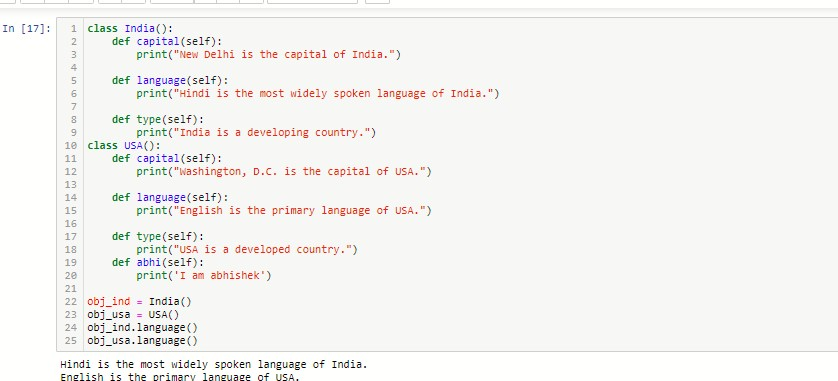 In [17]:
1 class India():
2     def capital(self):
3         print("New Delhi is the capital of India.")
4
5     def language(self):
6         print("Hindi is the most widely spoken language of India.")
7
8     def type(self):
9         print("India is a developing country.")
10 class USA():
11     def capital(self):
12         print("Washington, D.C. is the capital of USA.")
13
14     def language(self):
15         print("English is the primary language of USA.")
16
17     def type(self):
18         print("USA is a developed country.")
19     def abhi(self):
20         print('I am abhishek')
21
22 obj_ind = India()
23 obj_usa = USA()
24 obj_ind.language()
25 obj_usa.language()
Hindi is the most widely spoken language of India.
English is the primary language of USA.